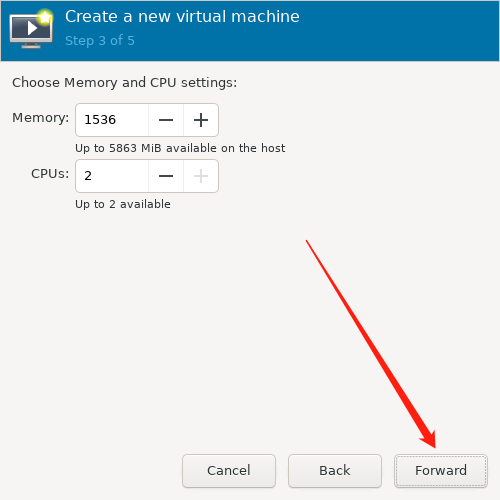 Create a new virtual machine
Step 3 of 5
Choose Memory and CPU settings:
Memory: 1536
Up to 5863 MiB available on the host
CPUs: 2
Up to 2 available
Cancel Back Forward